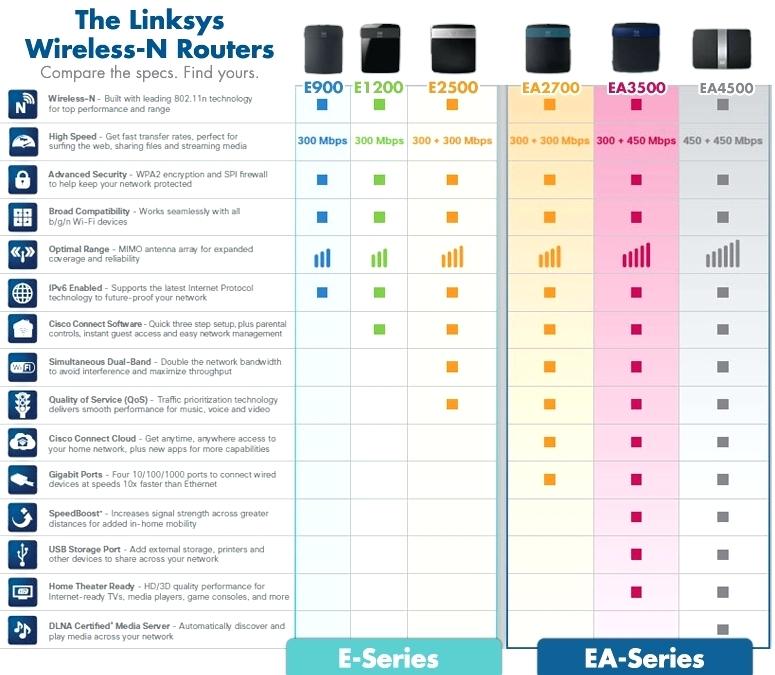 The Linksys
Wireless-N Routers
Compare the specs. Find yours.
E900 E1200 E2500 EA2700 EA3500 EA4500
Wireless-N - Built with leading 802.11n technology
for top performance and range
High Speed - Get fast transfer rates, perfect for
surfing the web, sharing files and streaming media
300 Mbps 300 Mbps 300 + 300 Mbps 300 + 300 Mbps 300 + 450 Mbps 450 + 450 Mbps
Advanced Security - WPA2 encryption and SPI firewall
to help keep your network protected
Broad Compatibility - Works seamlessly with all
b/g/n Wi-Fi devices
Optimal Range - MIMO antenna array for expanded
coverage and reliability
IPv6 Enabled - Supports the latest Internet Protocol
technology to future-proof your network
Cisco Connect Software - Quick three step setup, plus parental
controls, instant guest access and easy network management
Simultaneous Dual-Band - Double the network bandwidth
to avoid interference and maximize throughput
Quality of Service (QoS) - Traffic prioritization technology
delivers smooth performance for music, voice and video
Cisco Connect Cloud - Get anytime, anywhere access to
your home network, plus new apps for more capabilities
Gigabit Ports - Four 10/100/1000 ports to connect wired
devices at speeds 10x faster than Ethernet
SpeedBoost+ - Increases signal strength across greater
distances for added in-home mobility
USB Storage Port - Add external storage, printers and
other devices to share across your network
Home Theater Ready - HD/3D quality performance for
Internet-ready TVs, media players, game consoles, and more
DLNA Certified® Media Server - Automatically discover and
play media across your network
E-Series EA-Series